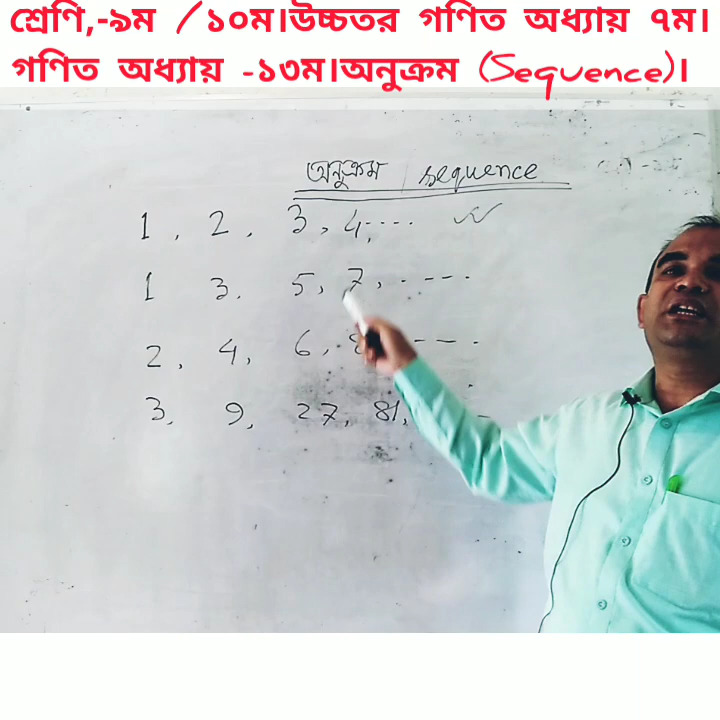 শ্রেণি,-৯ম /১০ম।উচ্চতর গণিত অধ্যায় ৭ম।
গণিত অধ্যায় -১৩ম।অনুক্রম (Sequence)।
অনুক্রম | sequence
1, 2, 3, 4, ....
1 3, 5, 7, ....
2, 4, 6, ....
3, 9, 27, 81,